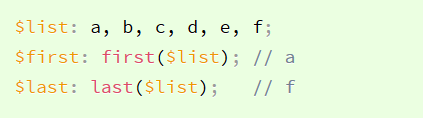 $list: a, b, c, d, e, f;
$first: first($list); // a
$last: last($list);   // f